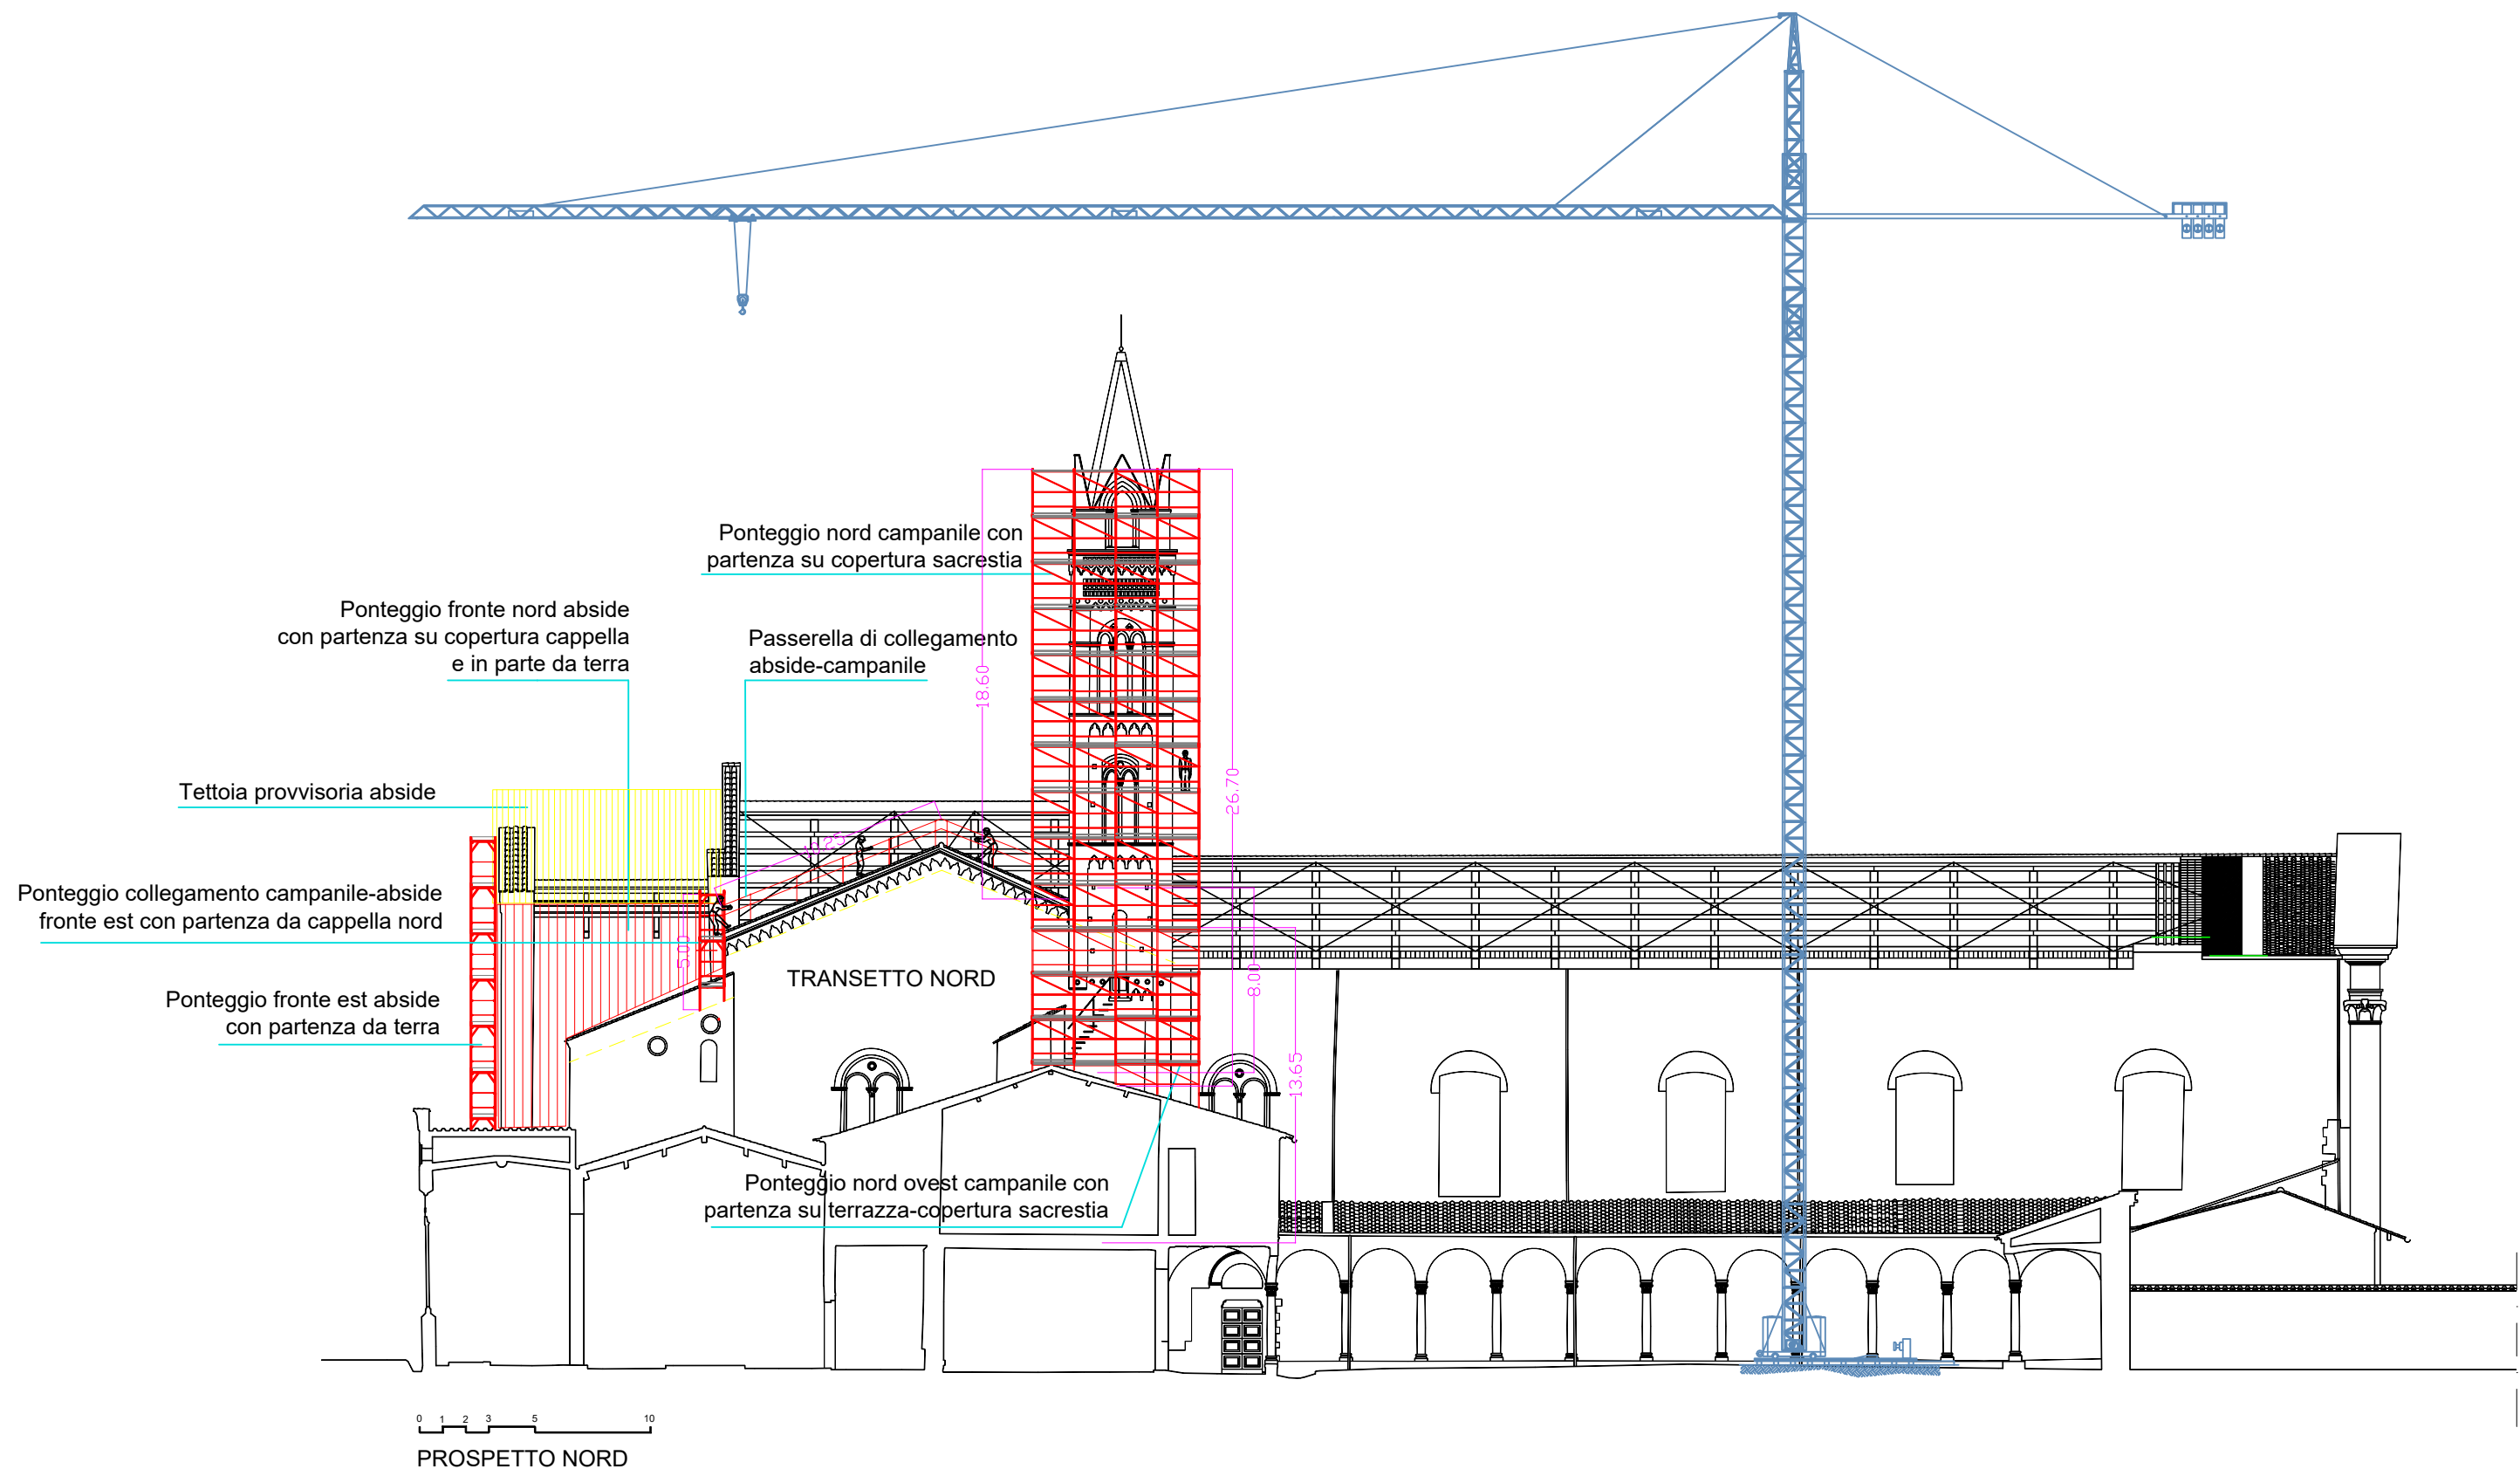 Ponteggio nord campanile con
partenza su copertura sacrestia
Ponteggio fronte nord abside
con partenza su copertura cappella
e in parte da terra
Passerella di collegamento
abside-campanile
18.60
26.70
Tettoia provvisoria abside
Ponteggio collegamento campanile-abside
fronte est con partenza da cappella nord
5.00
TRANSETTO NORD
8.00
Ponteggio fronte est abside
con partenza da terra
13.65
Ponteggio nord ovest campanile con
partenza su terrazza-copertura sacrestia
0 1 2 3 5 10
PROSPETTO NORD